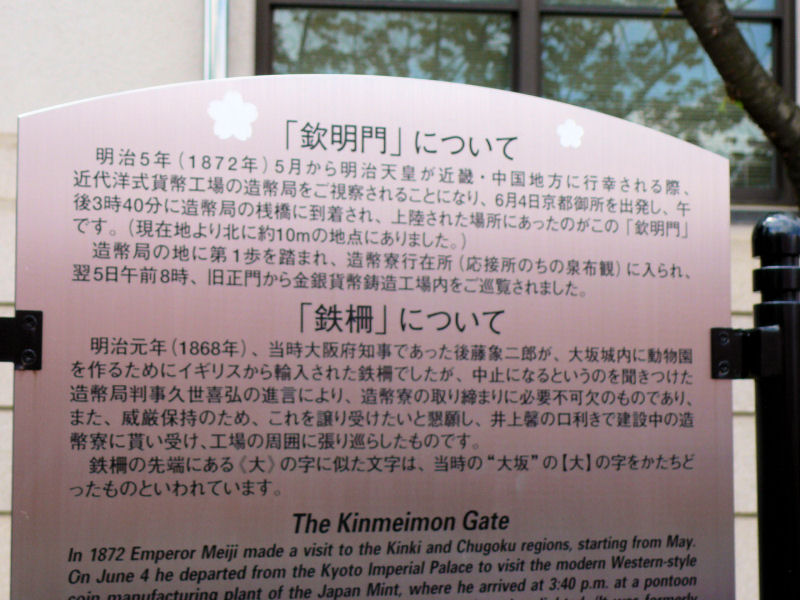 「欽明門」について
明治5年（1872年）5月から明治天皇が近畿・中国地方に行幸される際、
近代洋式貨幣工場の造幣局をご視察されることになり、6月4日京都御所を出発し、午
後3時40分に造幣局の桟橋に到着され、上陸された場所にあったのがこの「欽明門」
です。（現在地より北に約10mの地点にありました。）
造幣局の地に第1歩を踏まれ、造幣寮行在所（応接所のちの泉布観）に入られ、
翌5日午前8時、旧正門から金銀貨幣鋳造工場内をご巡覧されました。
「鉄柵」について
明治元年（1868年）、当時大阪府知事であった後藤象二郎が、大坂城内に動物園
を作るためにイギリスから輸入された鉄柵でしたが、中止になるというのを聞きつけた
造幣局判事久世喜弘の進言により、造幣寮の取り締まりに必要不可欠のものであり、
また、威厳保持のため、これを譲り受けたいと懇願し、井上馨の口利きで建設中の造
幣寮に貰い受け、工場の周囲に張り巡らしたものです。
鉄柵の先端にある《大》の字に似た文字は、当時の“大坂”の【大】の字をかたちど
ったものといわれています。
The Kinmeimon Gate
In 1872 Emperor Meiji made a visit to the Kinki and Chugoku regions, starting from May.
On June 4 he departed from the Kyoto Imperial Palace to visit the modern Western-style
coin manufacturing plant of the Japan Mint, where he arrived at 3:40 p.m. at a pontoon